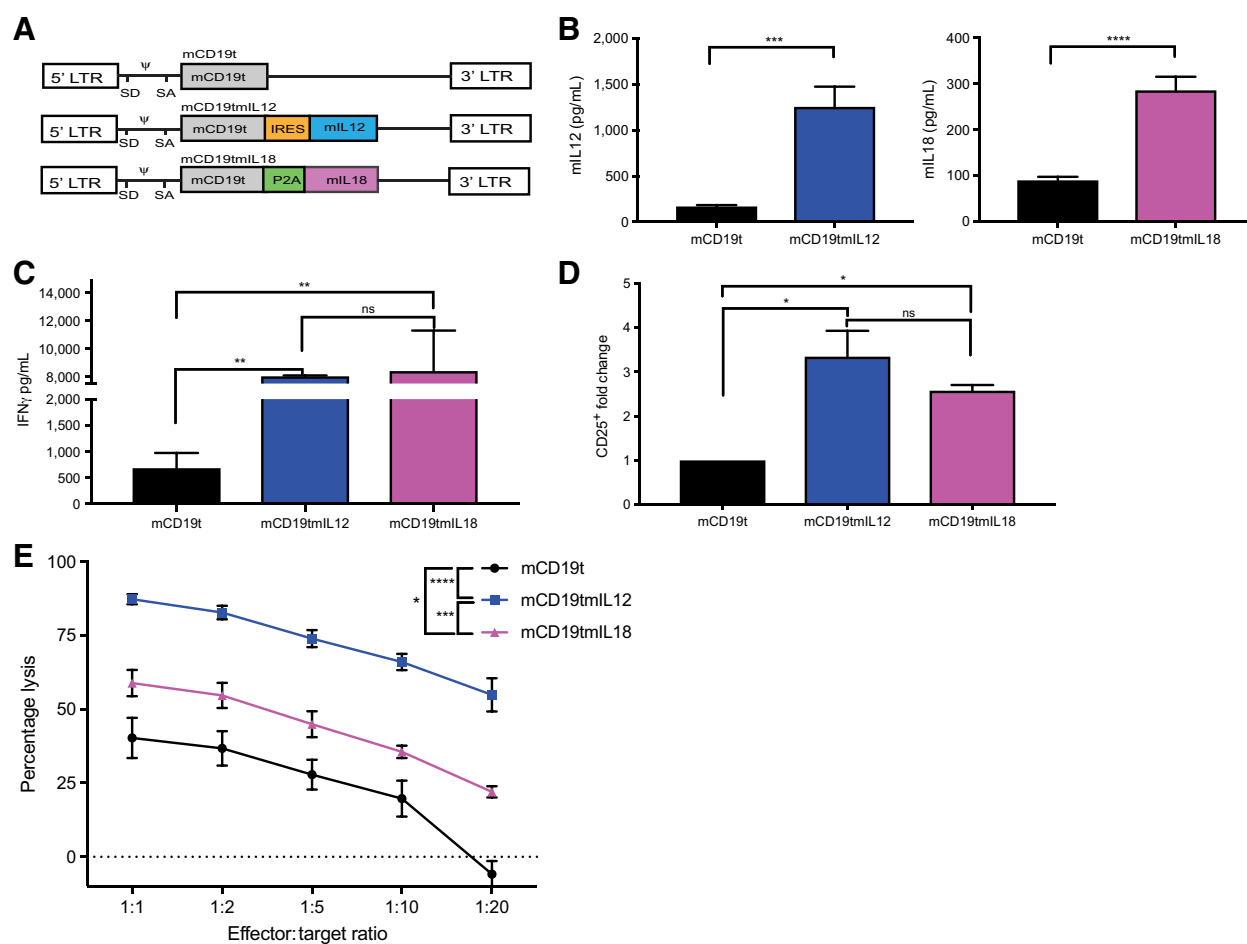 A
mCD19t
5' LTR ψ mCD19t 3' LTR
SD SA
mCD19tmIL12
5' LTR ψ mCD19t IRES mIL12 3' LTR
SD SA
mCD19tmIL18
5' LTR ψ mCD19t P2A mIL18 3' LTR
SD SA
B
mIL12 (pg/mL)
2,000
1,500
1,000
500
0
***
mCD19t mCD19tmIL12
mIL18 (pg/mL)
400
300
200
100
0
****
mCD19t mCD19tmIL18
C
IFNγ pg/mL
14,000
12,000
10,000
8,000
2,000
1,000
500
0
**
ns
**
mCD19t mCD19tmIL12 mCD19tmIL18
D
CD25+ fold change
5
4
3
2
1
0
*
*
ns
mCD19t mCD19tmIL12 mCD19tmIL18
E
Percentage lysis
100
75
50
25
0
* **** mCD19t
*** mCD19tmIL12
mCD19tmIL18
1:1 1:2 1:5 1:10 1:20
Effector:target ratio